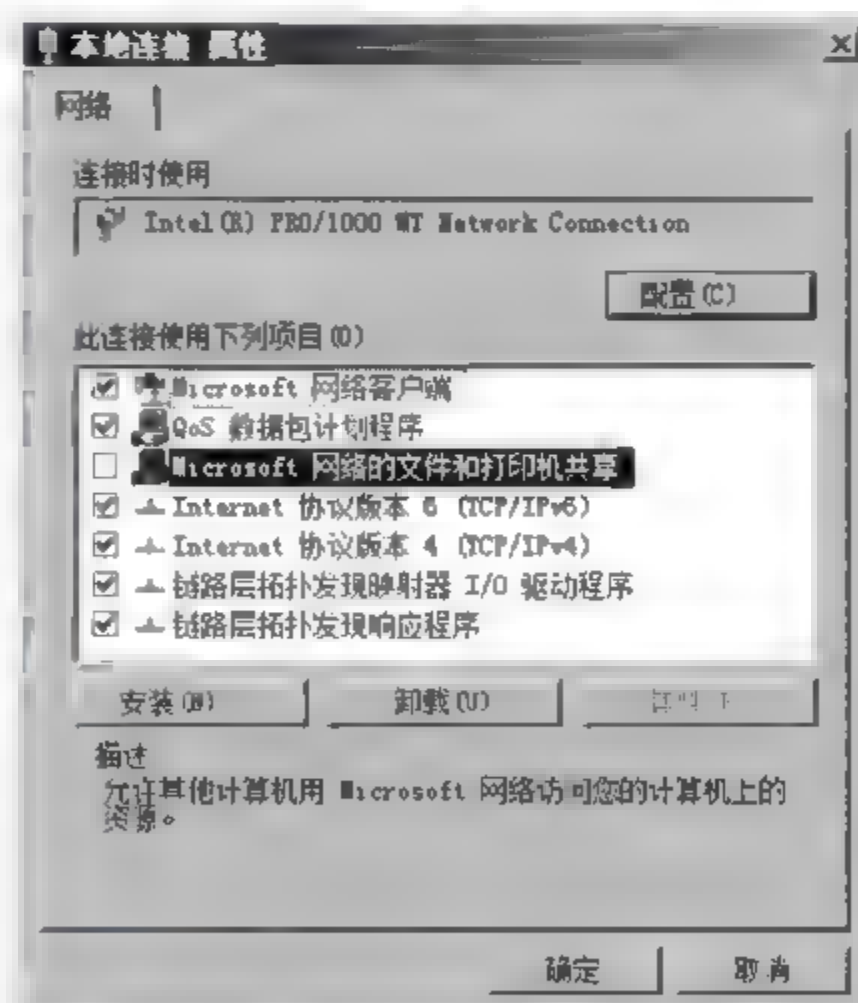 本地连接 属性
网络
连接时使用
Intel(R) PRO/1000 MT Network Connection
配置(C)
此连接使用下列项目(O)
Microsoft 网络客户端
QoS 数据包计划程序
Microsoft 网络的文件和打印机共享
Internet 协议版本 6 (TCP/IPv6)
Internet 协议版本 4 (TCP/IPv4)
链路层拓扑发现映射器 I/O 驱动程序
链路层拓扑发现响应程序
安装(N) 卸载(U)
描述
允许其他计算机用 Microsoft 网络访问您的计算机上的
资源。
确定 取消